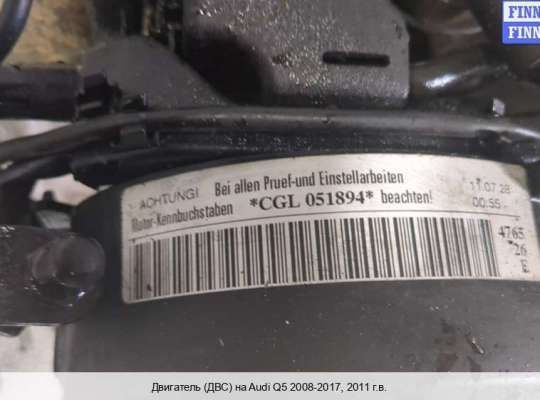 FINN
FINN
ACHTUNG! Bei allen Pruef-und Einstellarbeiten
Motor-Kennbuchstaben *CGL 051894* beachten!
11.07.28
00:55
4765
26
E
Двигатель (ДВС) на Audi Q5 2008-2017, 2011 г.в.